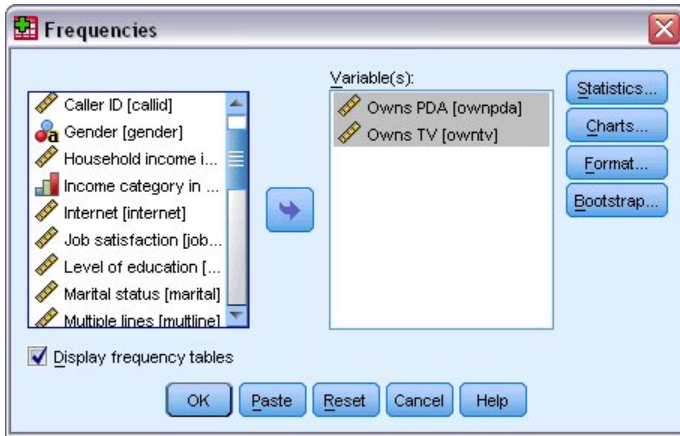 Frequencies
Caller ID [callid]
Gender [gender]
Household income i...
Income category in ...
Internet [internet]
Job satisfaction [job...
Level of education [...
Marital status [marital]
Multiple lines [multline]
Variable(s):
Owns PDA [ownpda]
Owns TV [owntv]
Statistics...
Charts...
Format...
Bootstrap...
Display frequency tables
OK Paste Reset Cancel Help